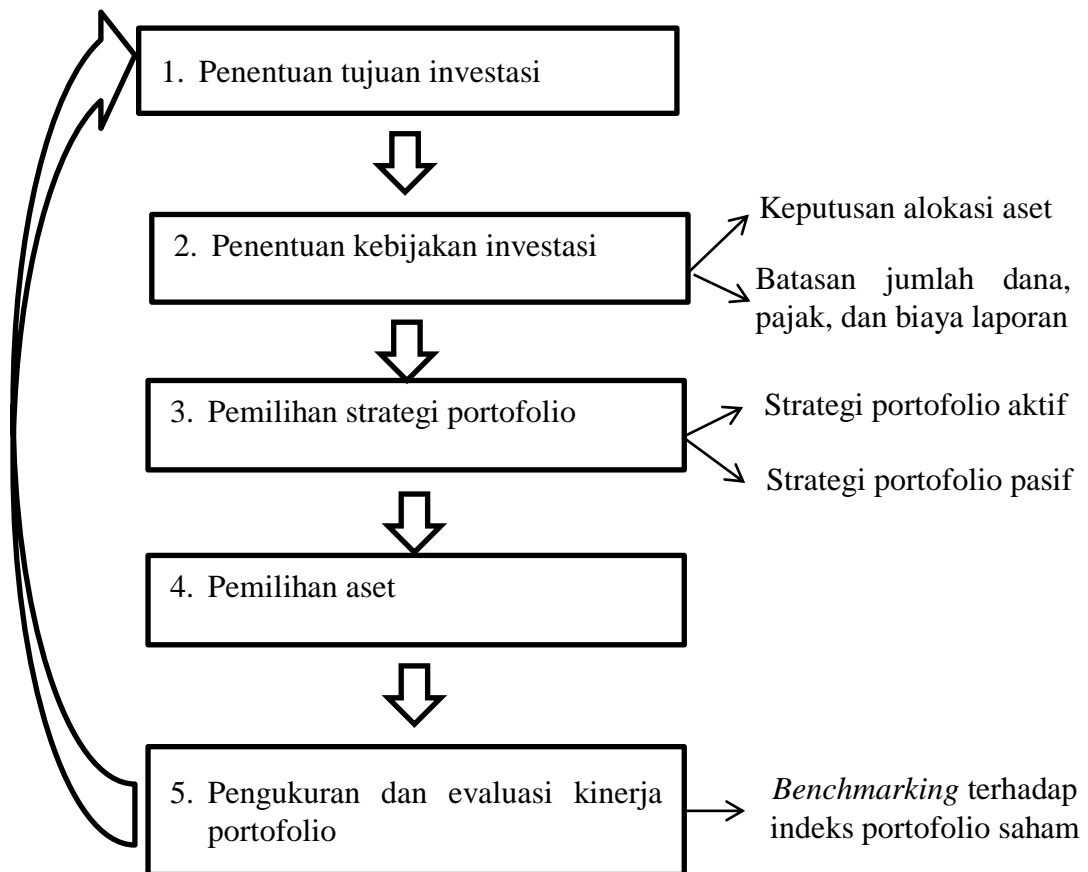 1. Penentuan tujuan investasi
2. Penentuan kebijakan investasi
Keputusan alokasi aset
Batasan jumlah dana,
pajak, dan biaya laporan
3. Pemilihan strategi portofolio
Strategi portofolio aktif
Strategi portofolio pasif
4. Pemilihan aset
5. Pengukuran dan evaluasi kinerja
portofolio
Benchmarking terhadap
indeks portofolio saham